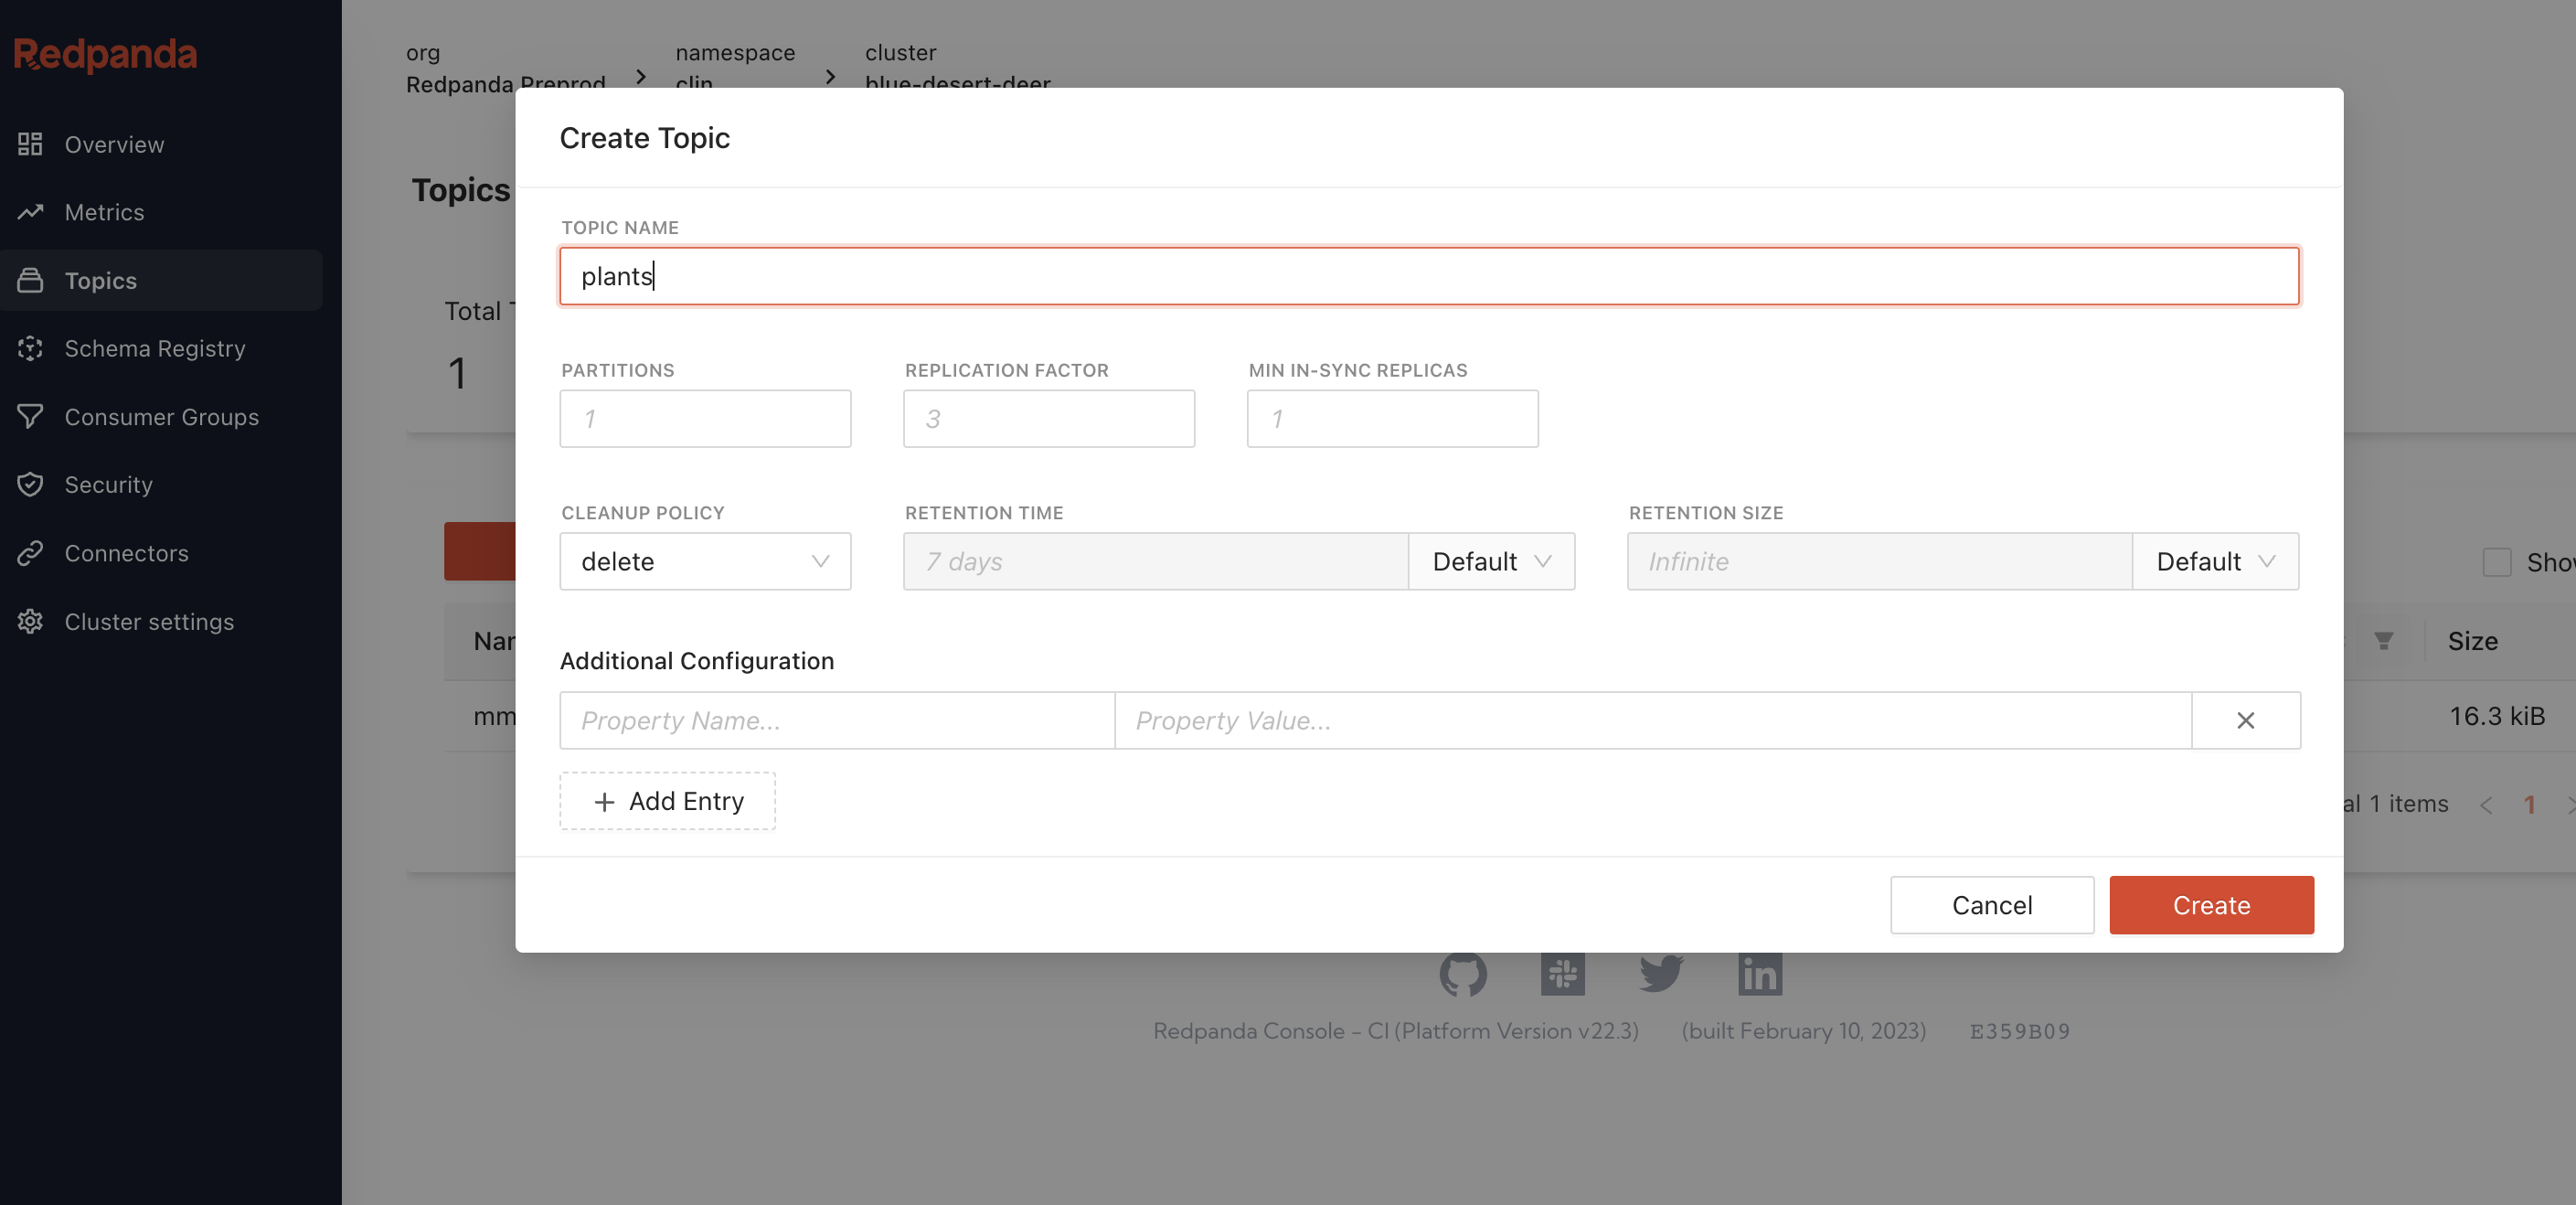 Redpanda
Overview
Metrics
Topics
Schema Registry
Consumer Groups
Security
Connectors
Cluster settings
org namespace cluster
Redpanda Preprod > clin > blue-desert-deer
Topics
Total
1
Create Topic
TOPIC NAME
plants
PARTITIONS REPLICATION FACTOR MIN IN-SYNC REPLICAS
1 3 1
CLEANUP POLICY RETENTION TIME RETENTION SIZE
delete 7 days Default Infinite Default
Additional Configuration
Property Name... Property Value...
+ Add Entry
Cancel Create
Size
16.3 kiB
1 items < 1 >
Redpanda Console - CI (Platform Version v22.3) (built February 10, 2023) E359B09